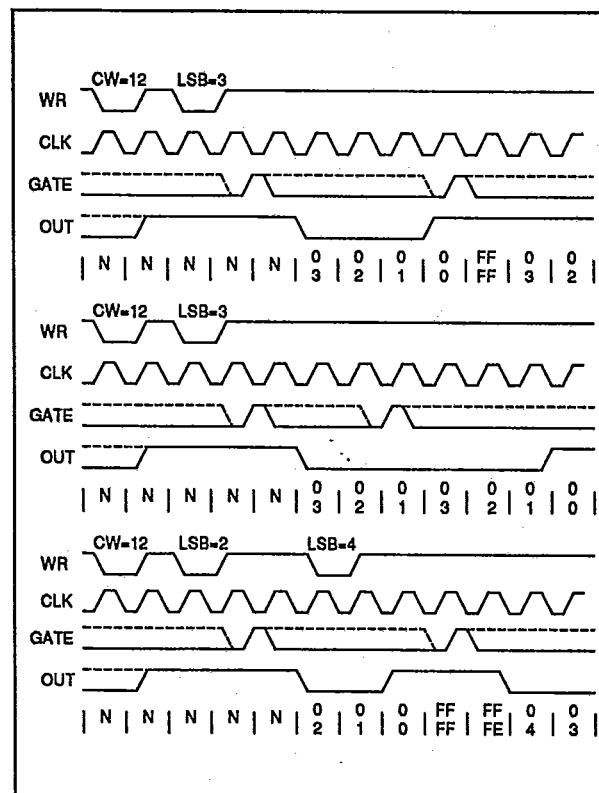 CW=12 LSB=3
WR
CLK
GATE
OUT
| N | N | N | N | N | 0 3 | 0 2 | 0 1 | 0 0 | FF FF | 0 3 | 0 2
CW=12 LSB=3
WR
CLK
GATE
OUT
| N | N | N | N | N | 0 3 | 0 2 | 0 1 | 0 3 | 0 2 | 0 1 | 0 0
CW=12 LSB=2 LSB=4
WR
CLK
GATE
OUT
| N | N | N | N | N | 0 2 | 0 1 | 0 0 | FF FF | FF FE | 0 4 | 0 3